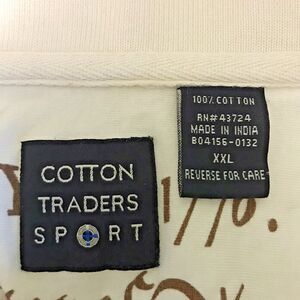 100% COTTON
RN#43724
MADE IN INDIA
B04156-0132
XXL
REVERSE FOR CARE
COTTON
TRADERS
SPORT